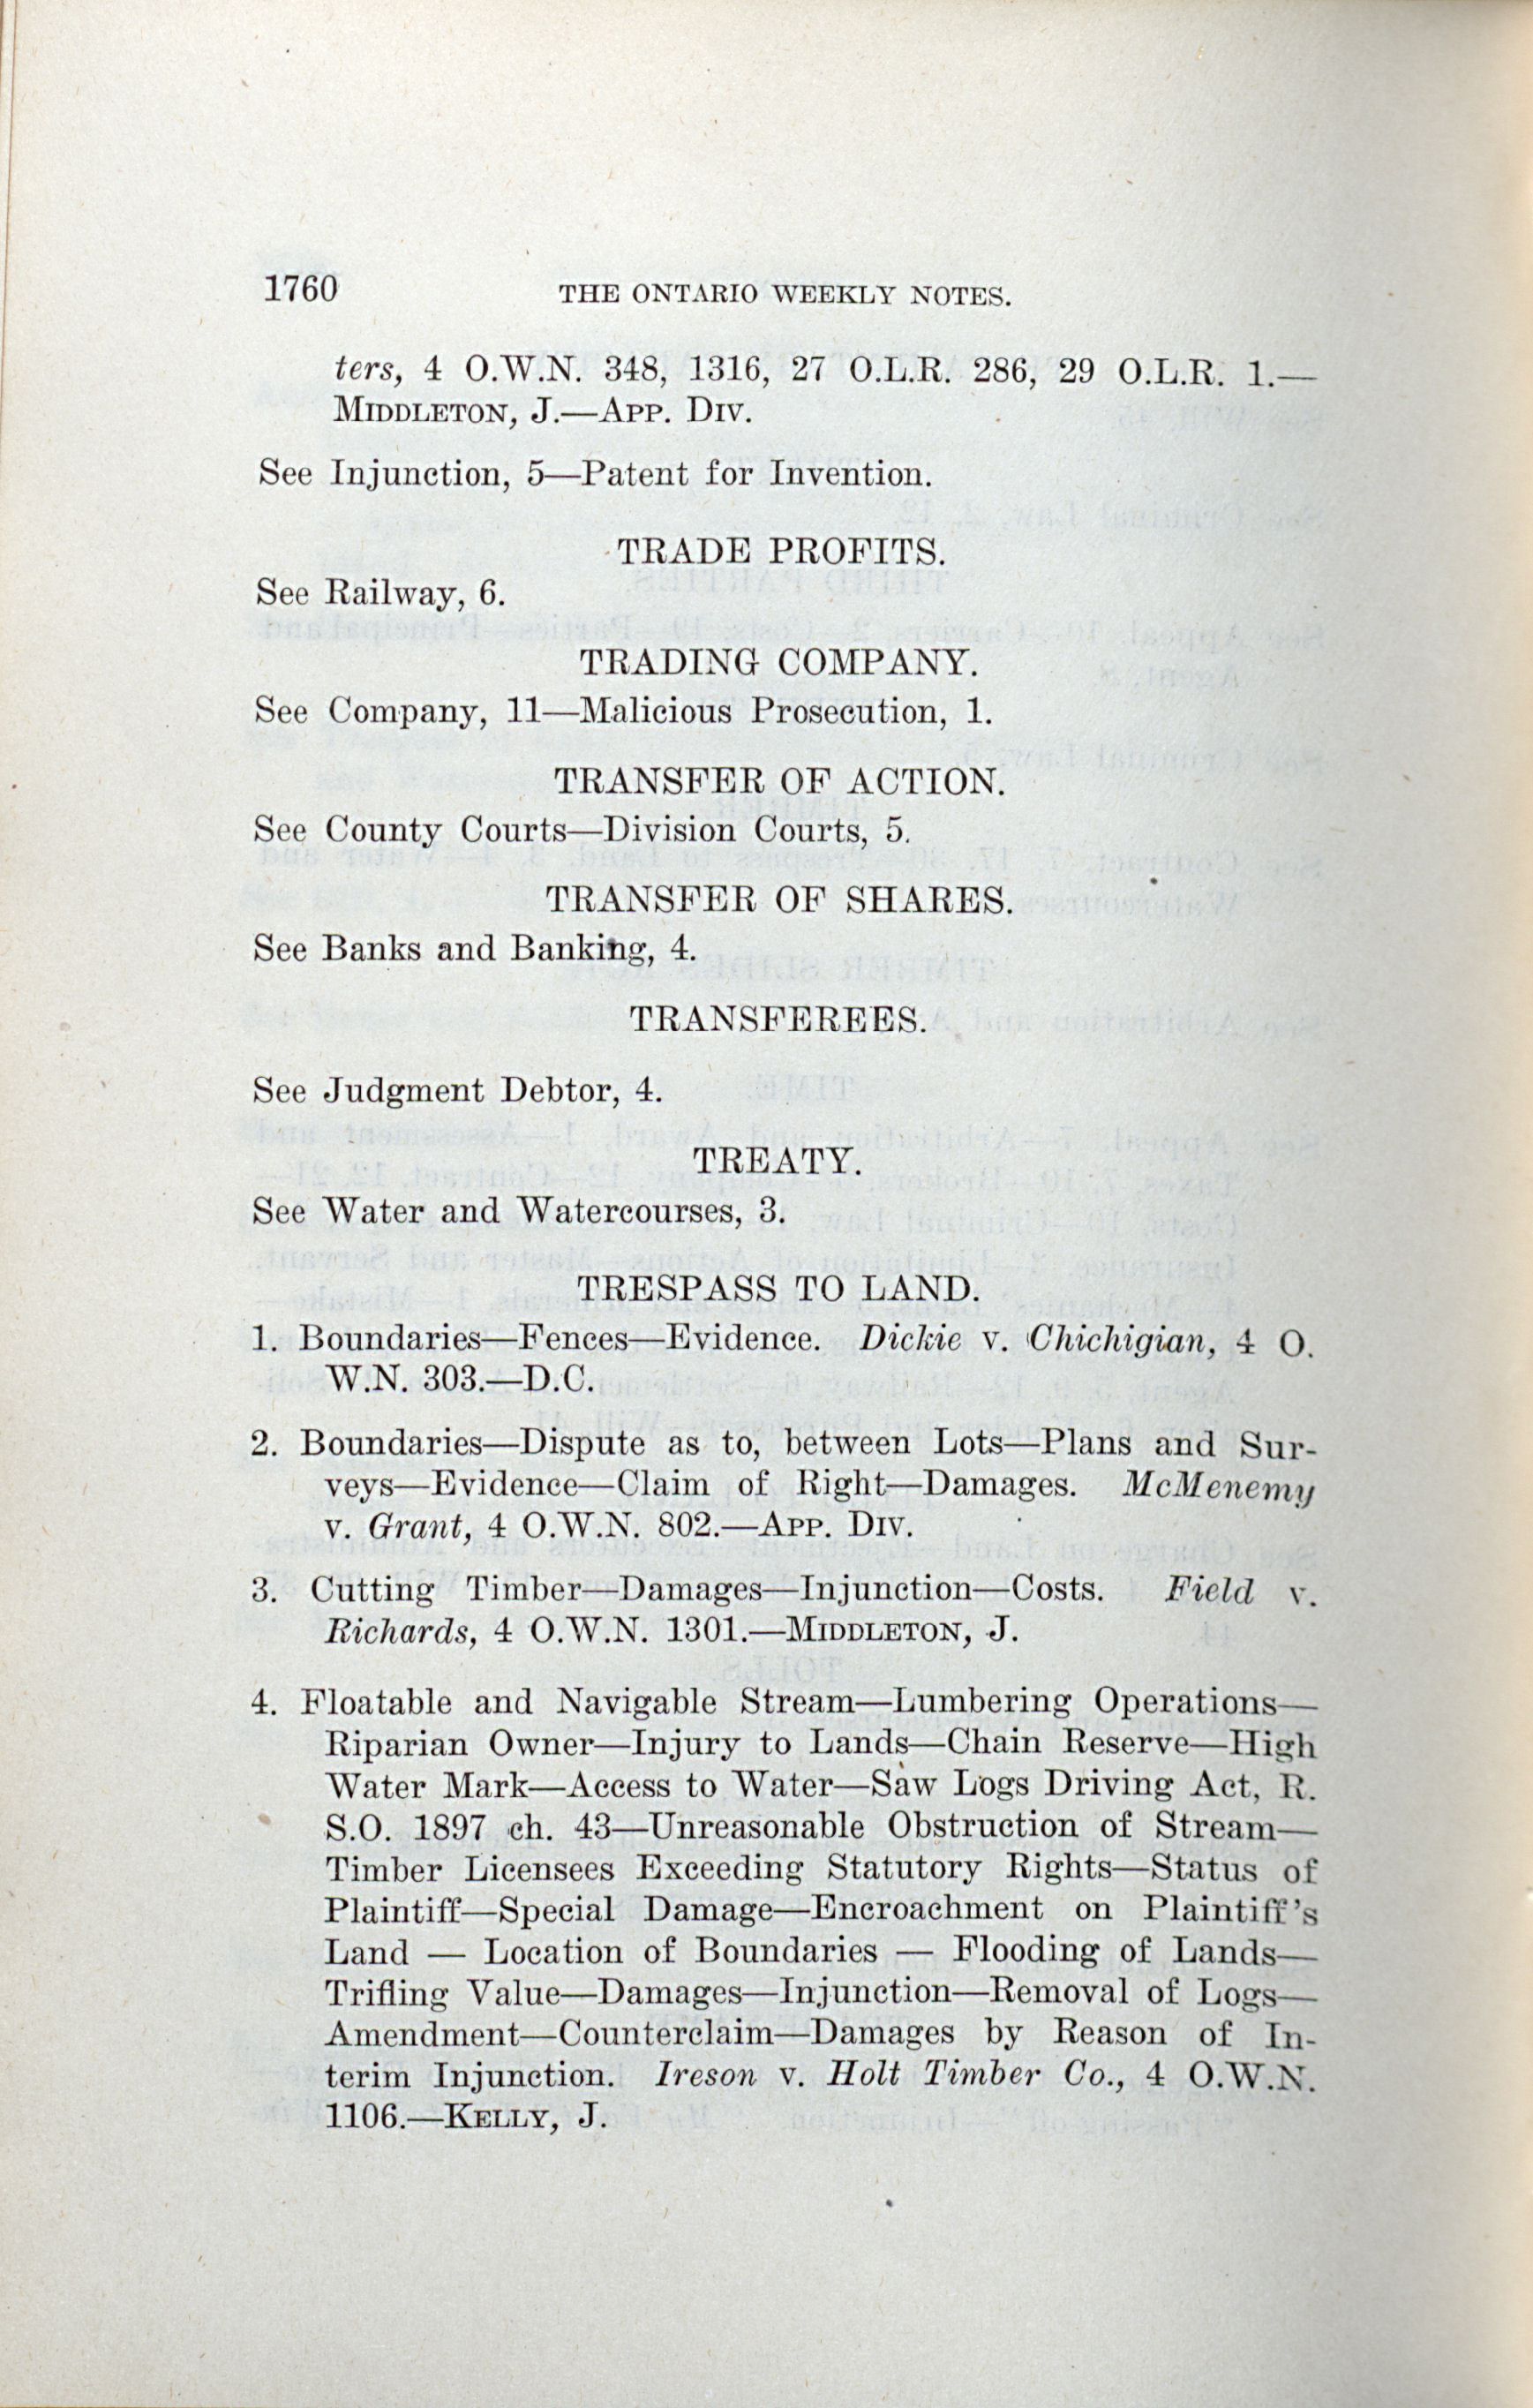 1760 THE ONTARIO WEEKLY NOTES.
ters, 4 O.W.N. 348, 1316, 27 O.L.R. 286, 29 O.L.R. 1.—
MIDDLETON, J.—APP. DIV.
See Injunction, 5—Patent for Invention.
TRADE PROFITS.
See Railway, 6.
TRADING COMPANY.
See Company, 11—Malicious Prosecution, 1.
TRANSFER OF ACTION.
See County Courts—Division Courts, 5.
TRANSFER OF SHARES.
See Banks and Banking, 4.
TRANSFEREES.
See Judgment Debtor, 4.
TREATY.
See Water and Watercourses, 3.
TRESPASS TO LAND.
1. Boundaries—Fences—Evidence. Dickie v. Chichigian, 4 O.
W.N. 303.—D.C.
2. Boundaries—Dispute as to, between Lots—Plans and Sur-
veys—Evidence—Claim of Right—Damages. McMenemy
v. Grant, 4 O.W.N. 802.—APP. DIV.
3. Cutting Timber—Damages—Injunction—Costs. Field v.
Richards, 4 O.W.N. 1301.—MIDDLETON, J.
4. Floatable and Navigable Stream—Lumbering Operations—
Riparian Owner—Injury to Lands—Chain Reserve—High
Water Mark—Access to Water—Saw Logs Driving Act, R.
S.O. 1897 ch. 43—Unreasonable Obstruction of Stream—
Timber Licensees Exceeding Statutory Rights—Status of
Plaintiff—Special Damage—Encroachment on Plaintiff's
Land — Location of Boundaries — Flooding of Lands—
Trifling Value—Damages—Injunction—Removal of Logs—
Amendment—Counterclaim—Damages by Reason of In-
terim Injunction. Ireson v. Holt Timber Co., 4 O.W.N.
1106.—KELLY, J.